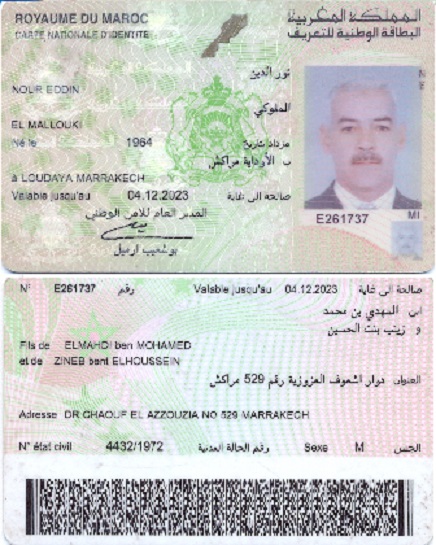 ROYAUME DU MAROC المملكة المغربية
CARTE NATIONALE D'IDENTITE البطاقة الوطنية للتعريف
نور الدين
NOUR EDDIN
الملوكي
EL MALLOUKI
Né le 1964 مزداد بتاريخ
ب الأوداية مراكش
à LOUDAYA MARRAKECH
Valable jusqu'au 04.12.2023 صالحة الى غاية
المدير العام للأمن الوطني
بوشعيب ارميل
E261737 MI
N° E261737 رقم Valable jusqu'au 04.12.2023 صالحة الى غاية
ابن المهدي بن محمد
و زينب بنت الحسين
Fils de ELMAHDI ben MOHAMED
et de ZINEB bent ELHOUSSEIN
العنوان دوار الشعوف العزوزية رقم 529 مراكش
Adresse DR CHAOUF EL AZZOUZIA NO 529 MARRAKECH
N° état civil 4432/1972 رقم الحالة المدنية Sexe M الجنس